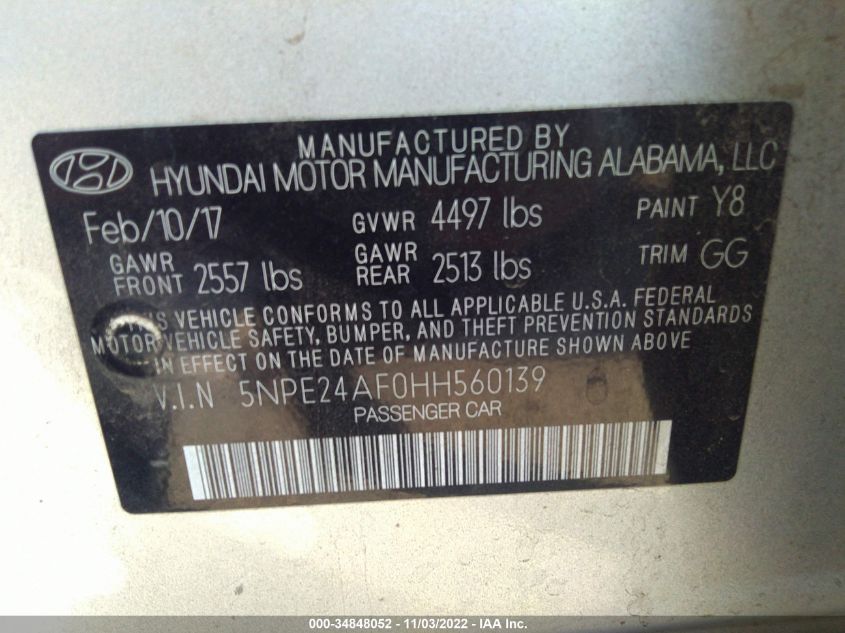 MANUFACTURED BY
HYUNDAI MOTOR MANUFACTURING ALABAMA, LLC
Feb/10/17 GVWR 4497 lbs PAINT Y8
GAWR FRONT 2557 lbs GAWR REAR 2513 lbs TRIM GG
IS VEHICLE CONFORMS TO ALL APPLICABLE U.S.A. FEDERAL
MOTOR VEHICLE SAFETY, BUMPER, AND THEFT PREVENTION STANDARDS
IN EFFECT ON THE DATE OF MANUFACTURE SHOWN ABOVE
V.I.N 5NPE24AF0HH560139
PASSENGER CAR
000-34848052 - 11/03/2022 - IAA Inc.